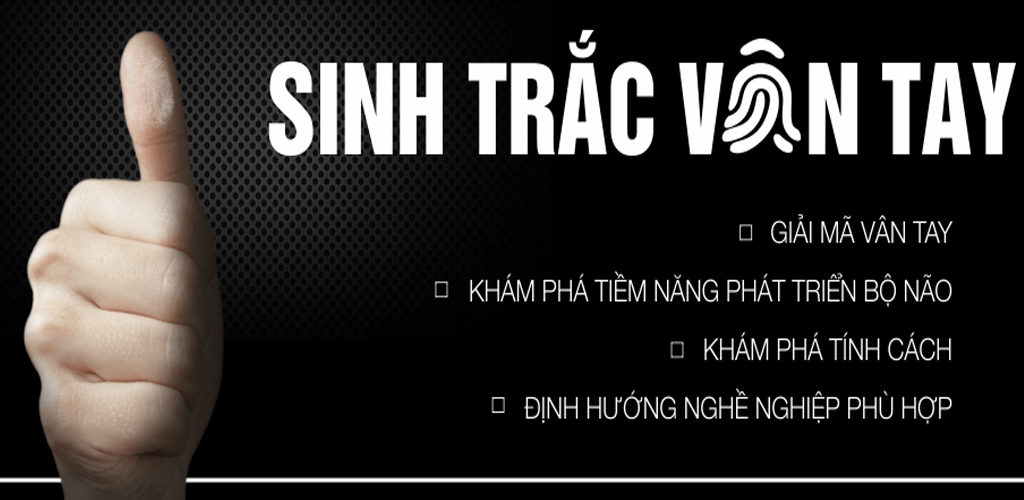 SINH TRẮC VÂN TAY
□ GIẢI MÃ VÂN TAY
□ KHÁM PHÁ TIỀM NĂNG PHÁT TRIỂN BỘ NÃO
□ KHÁM PHÁ TÍNH CÁCH
□ ĐỊNH HƯỚNG NGHỀ NGHIỆP PHÙ HỢP